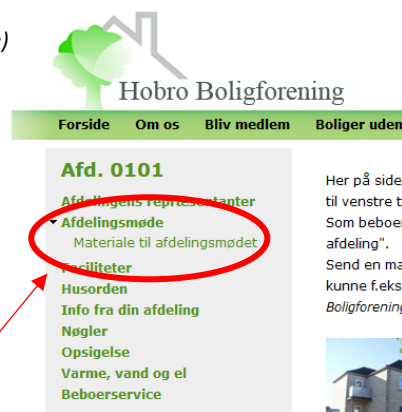 )
Hobro Boligforening
Forside Om os Bliv medlem Boliger uden
Afd. 0101
Afdelingens repræsentanter
Afdelingsmøde
Materiale til afdelingsmødet
Faciliteter
Husorden
Info fra din afdeling
Nøgler
Opsigelse
Varme, vand og el
Beboerservice
Her på side
til venstre t
Som beboer
afdeling".
Send en ma
kunne f.eks
Boligforening